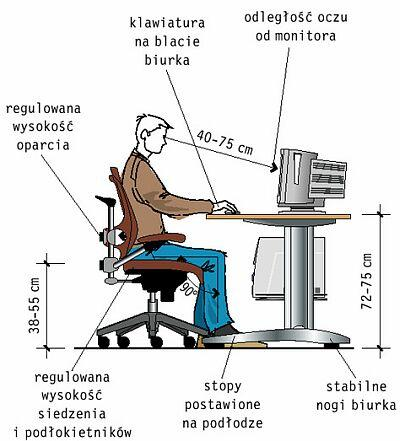 klawiatura
na blacie
biurka
odległość oczu
od monitora
regulowana
wysokość
oparcia
40-75 cm
38-55 cm
90°
72-75 cm
regulowana
wysokość
siedzenia
i podłokietników
stopy
postawione
na podłodze
stabilne
nogi biurka